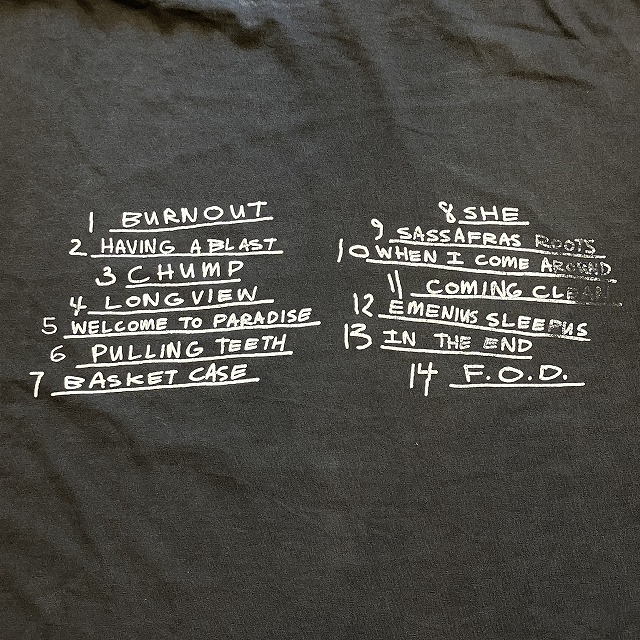 1 BURNOUT
2 HAVING A BLAST
3 CHUMP
4 LONGVIEW
5 WELCOME TO PARADISE
6 PULLING TEETH
7 BASKET CASE
8 SHE
9 SASSAFRAS ROOTS
10 WHEN I COME AROUND
11 COMING CLEAN
12 EMENIUS SLEEPUS
13 IN THE END
14 F.O.D.